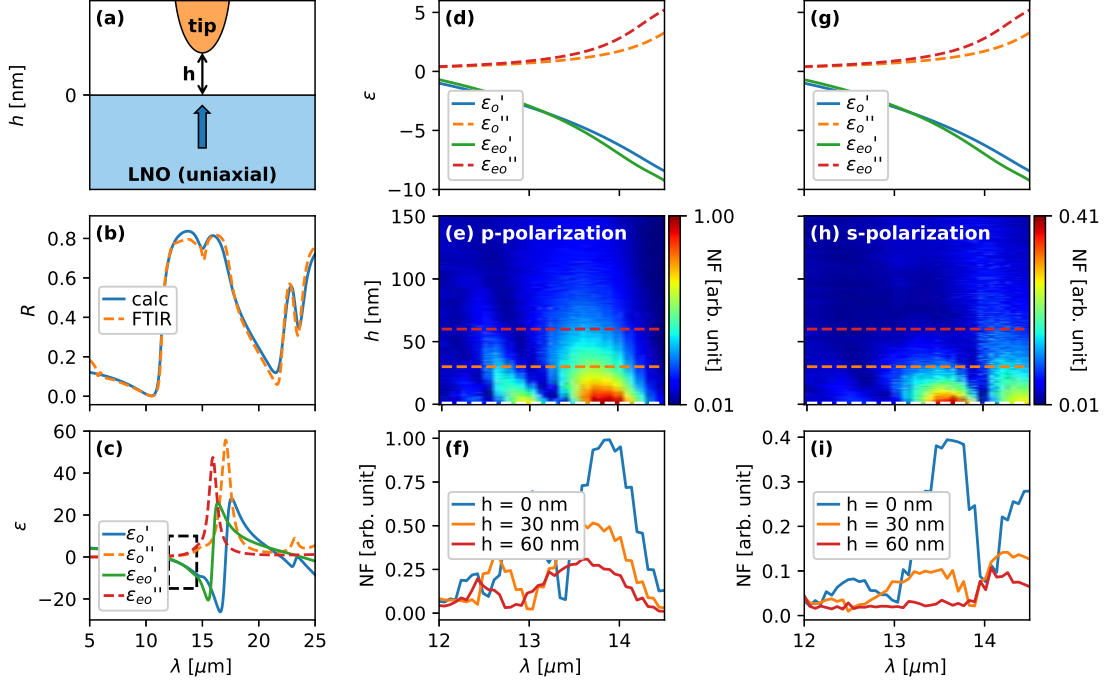 (a)
tip
h
h [nm]
0
LNO (uniaxial)
(b)
R
0.8
0.6
0.4
0.2
0.0
calc
FTIR
(c)
ε
60
40
20
0
−20
εo'
εo''
εeo'
εeo''
5 10 15 20 25
λ [μm]
(d)
ε
5
0
−5
−10
εo'
εo''
εeo'
εeo''
(e) p-polarization
h [nm]
150
100
50
0
1.00
NF [arb. unit]
0.01
(f)
NF [arb. unit]
1.00
0.75
0.50
0.25
0.00
h = 0 nm
h = 30 nm
h = 60 nm
12 13 14
λ [μm]
(g)
εo'
εo''
εeo'
εeo''
(h) s-polarization
0.41
NF [arb. unit]
0.01
(i)
NF [arb. unit]
0.4
0.3
0.2
0.1
0.0
h = 0 nm
h = 30 nm
h = 60 nm
12 13 14
λ [μm]